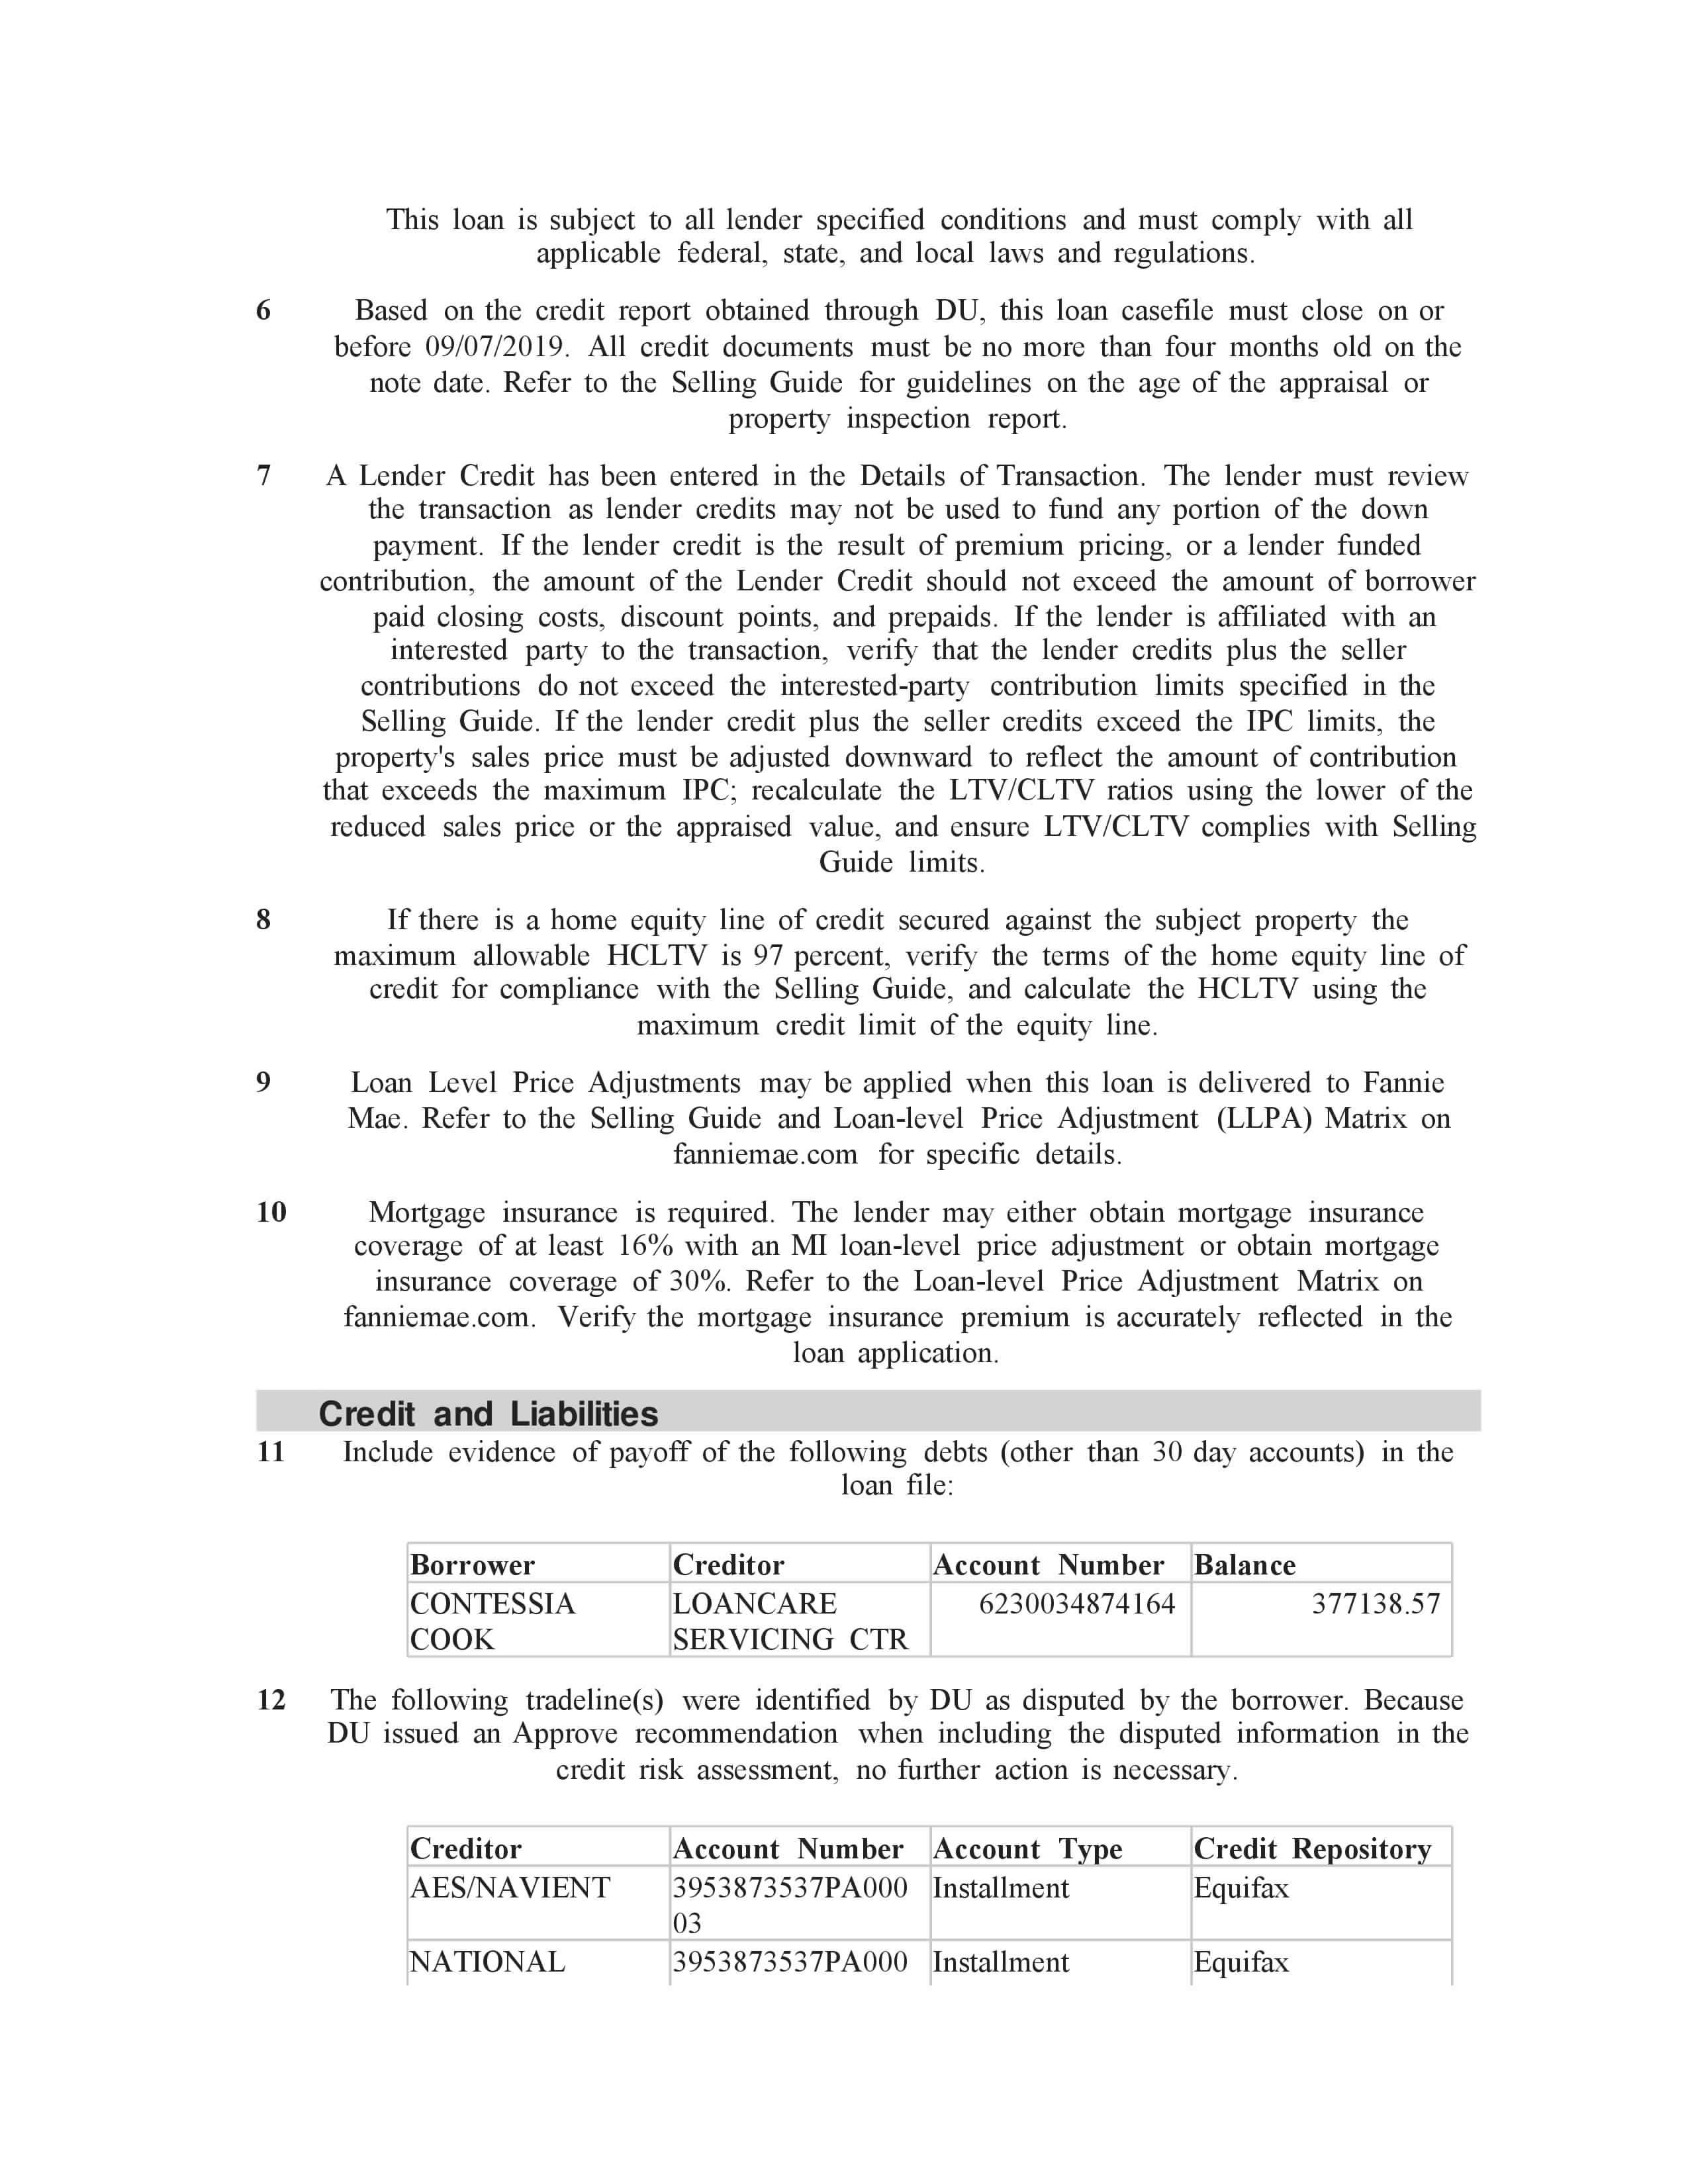 This loan is subject to all lender specified conditions and must comply with all
applicable federal, state, and local laws and regulations.
6 Based on the credit report obtained through DU, this loan casefile must close on or
before 09/07/2019. All credit documents must be no more than four months old on the
note date. Refer to the Selling Guide for guidelines on the age of the appraisal or
property inspection report.
7 A Lender Credit has been entered in the Details of Transaction. The lender must review
the transaction as lender credits may not be used to fund any portion of the down
payment. If the lender credit is the result of premium pricing, or a lender funded
contribution, the amount of the Lender Credit should not exceed the amount of borrower
paid closing costs, discount points, and prepaids. If the lender is affiliated with an
interested party to the transaction, verify that the lender credits plus the seller
contributions do not exceed the interested-party contribution limits specified in the
Selling Guide. If the lender credit plus the seller credits exceed the IPC limits, the
property's sales price must be adjusted downward to reflect the amount of contribution
that exceeds the maximum IPC; recalculate the LTV/CLTV ratios using the lower of the
reduced sales price or the appraised value, and ensure LTV/CLTV complies with Selling
Guide limits.
8 If there is a home equity line of credit secured against the subject property the
maximum allowable HCLTV is 97 percent, verify the terms of the home equity line of
credit for compliance with the Selling Guide, and calculate the HCLTV using the
maximum credit limit of the equity line.
9 Loan Level Price Adjustments may be applied when this loan is delivered to Fannie
Mae. Refer to the Selling Guide and Loan-level Price Adjustment (LLPA) Matrix on
fanniemae.com for specific details.
10 Mortgage insurance is required. The lender may either obtain mortgage insurance
coverage of at least 16% with an MI loan-level price adjustment or obtain mortgage
insurance coverage of 30%. Refer to the Loan-level Price Adjustment Matrix on
fanniemae.com. Verify the mortgage insurance premium is accurately reflected in the
loan application.
Credit and Liabilities
11 Include evidence of payoff of the following debts (other than 30 day accounts) in the
loan file:
Borrower Creditor Account Number Balance
CONTESSIA LOANCARE 6230034874164 377138.57
COOK SERVICING CTR
12 The following tradeline(s) were identified by DU as disputed by the borrower. Because
DU issued an Approve recommendation when including the disputed information in the
credit risk assessment, no further action is necessary.
Creditor Account Number Account Type Credit Repository
AES/NAVIENT 3953873537PA000 Installment Equifax
03
NATIONAL 3953873537PA000 Installment Equifax